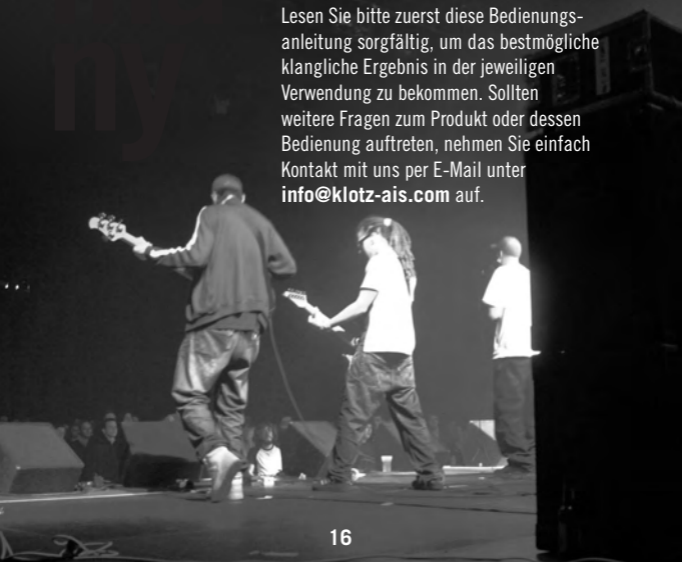 ny
Lesen Sie bitte zuerst diese Bedienungs-
anleitung sorgfältig, um das bestmögliche
klangliche Ergebnis in der jeweiligen
Verwendung zu bekommen. Sollten
weitere Fragen zum Produkt oder dessen
Bedienung auftreten, nehmen Sie einfach
Kontakt mit uns per E-Mail unter
info@klotz-ais.com auf.
16